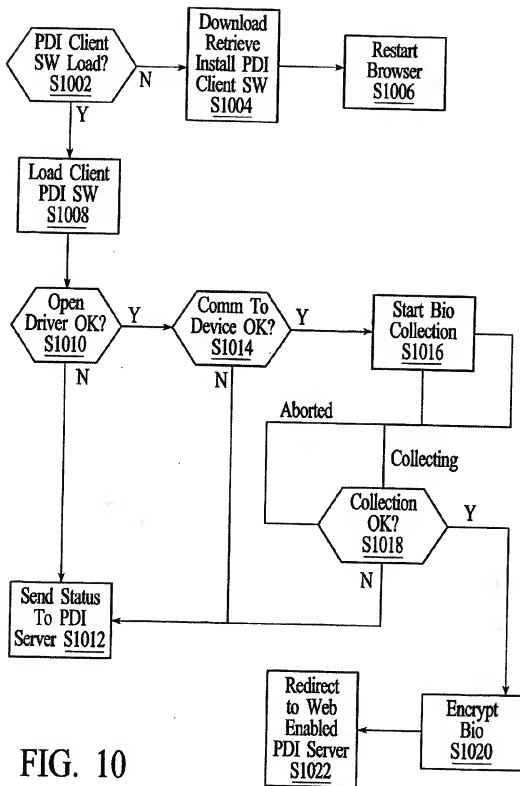 PDI Client
SW Load?
S1002
N
Y
Download
Retrieve
Install PDI
Client SW
S1004
Restart
Browser
S1006
Load Client
PDI SW
S1008
Open
Driver OK?
S1010
Y
N
Comm To
Device OK?
S1014
Y
N
Start Bio
Collection
S1016
Aborted
Collecting
Collection
OK?
S1018
Y
N
Send Status
To PDI
Server S1012
Redirect
to Web
Enabled
PDI Server
S1022
Encrypt
Bio
S1020
FIG. 10